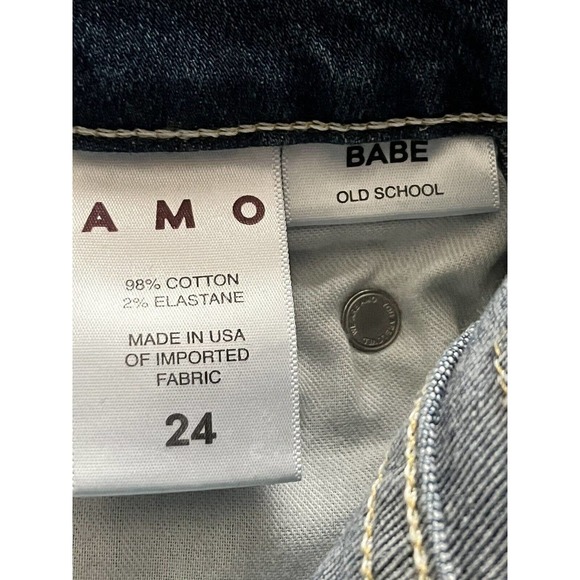 AMO
98% COTTON
2% ELASTANE
MADE IN USA
OF IMPORTED
FABRIC
24
BABE
OLD SCHOOL